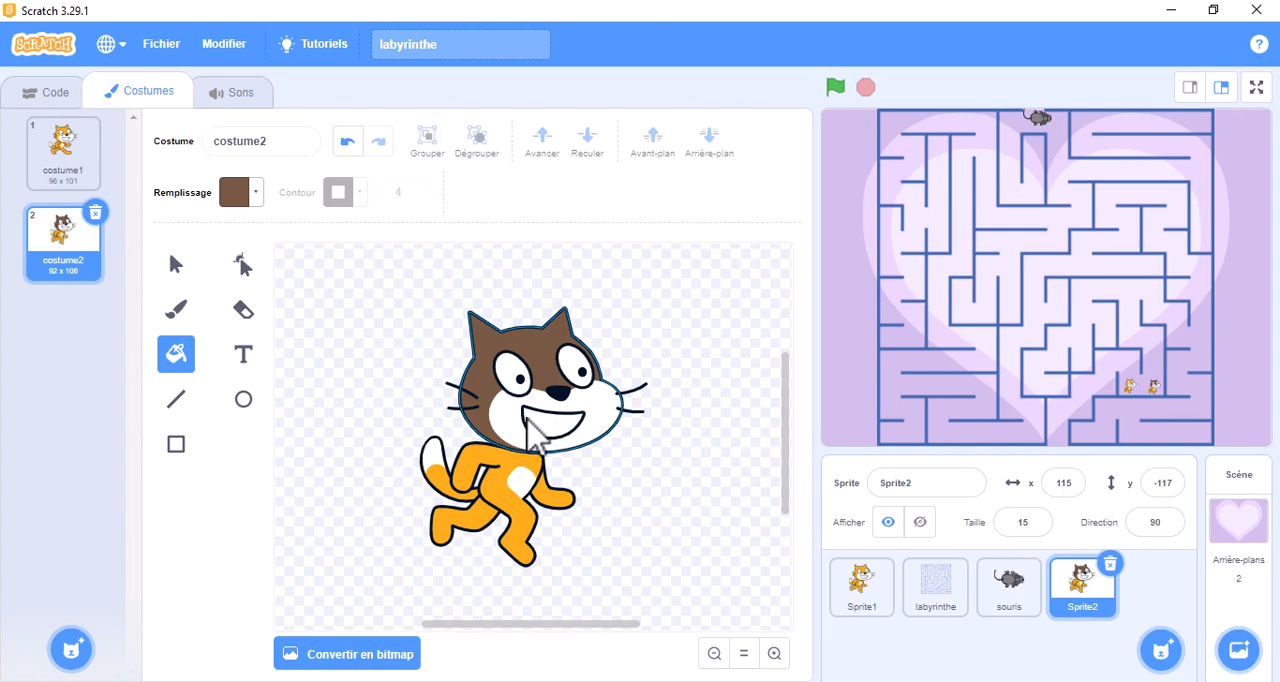 Scratch 3.29.1
SCRATCH Fichier Modifier Tutoriels labyrinthe ?
Code Costumes Sons
1
costume1
96 x 101
2
costume2
92 x 106
Costume costume2 Grouper Dégrouper Avancer Reculer Avant-plan Arrière-plan
Remplissage Contour 4
T
Convertir en bitmap
Sprite Sprite2 x 115 y -117
Afficher Taille 15 Direction 90
Sprite1 labyrinthe souris Sprite2
Scène
Arrière-plans
2